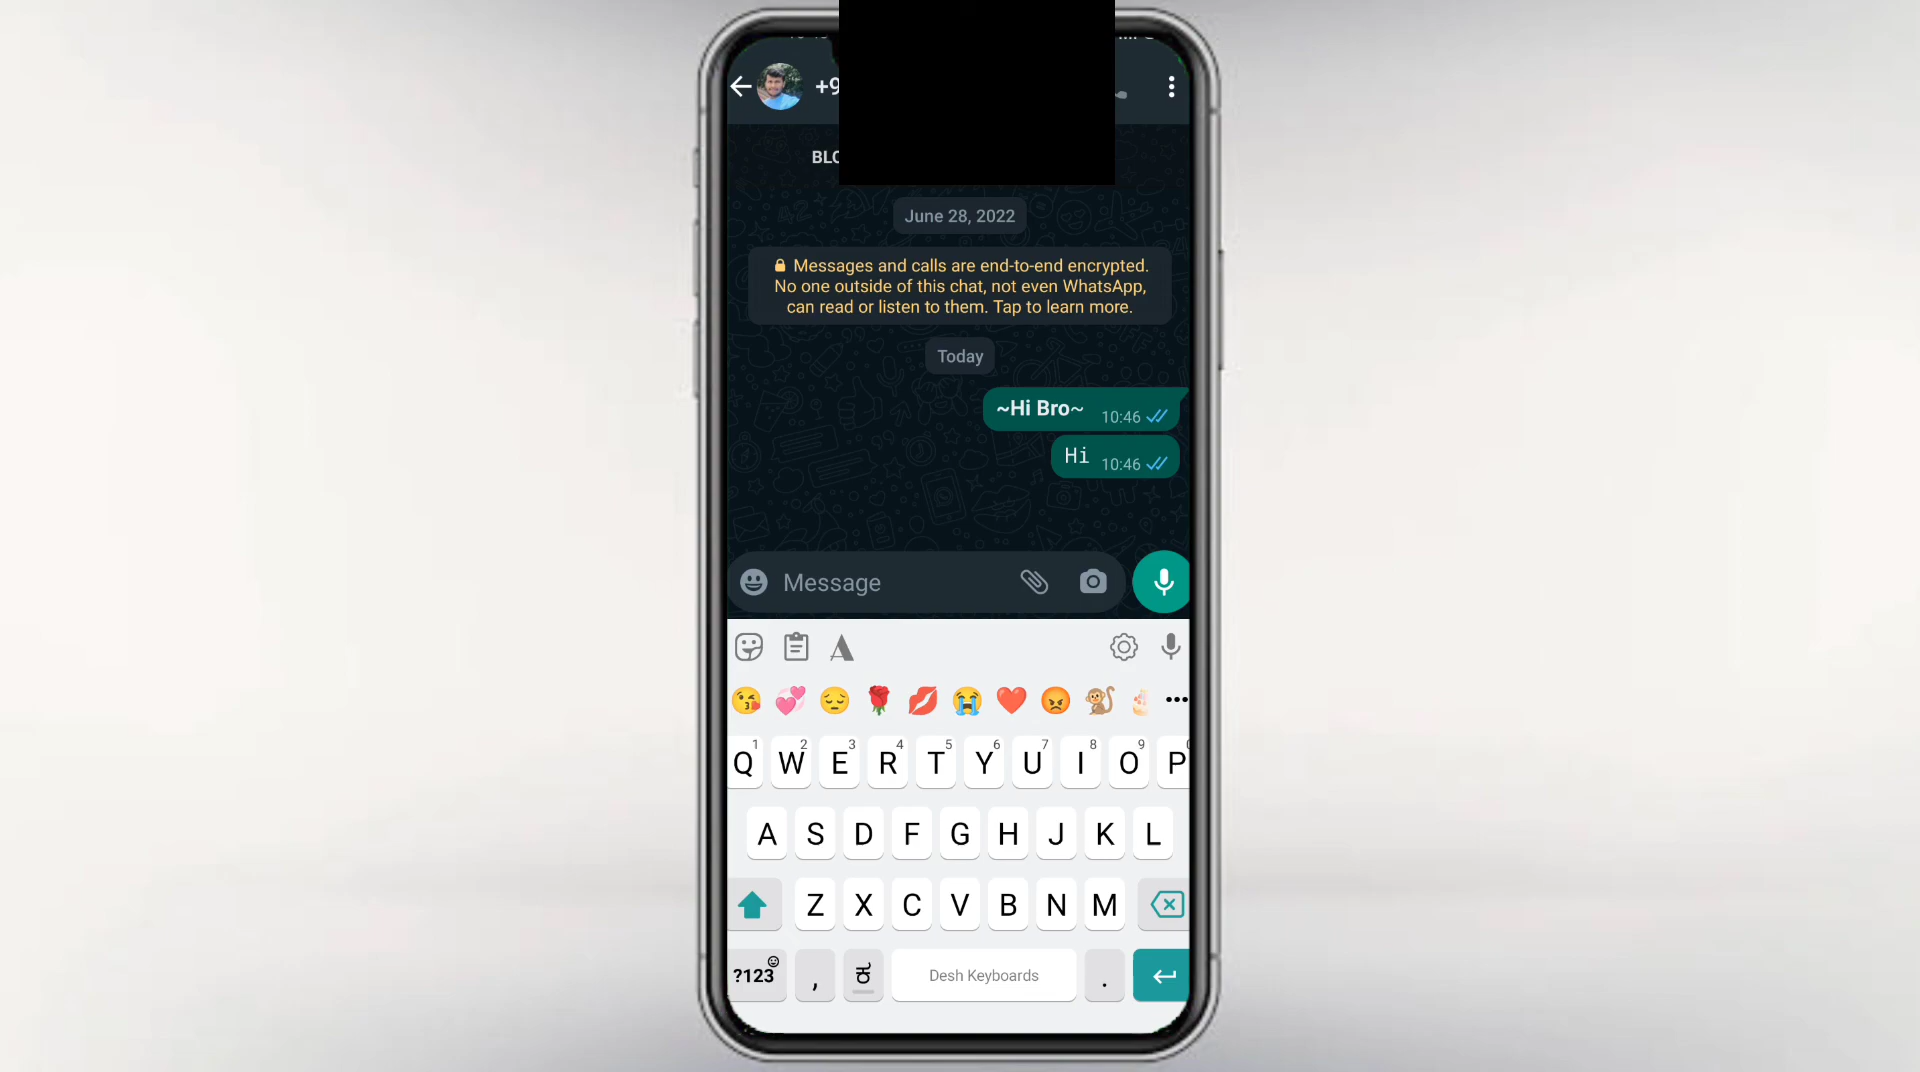 +9
BLO
June 28, 2022
Messages and calls are end-to-end encrypted.
No one outside of this chat, not even WhatsApp,
can read or listen to them. Tap to learn more.
Today
~Hi Bro~ 10:46
Hi 10:46
Message
1 2 3 4 5 6 7 8 9
Q W E R T Y U I O P
A S D F G H J K L
Z X C V B N M
?123 , ಕ Desh Keyboards .